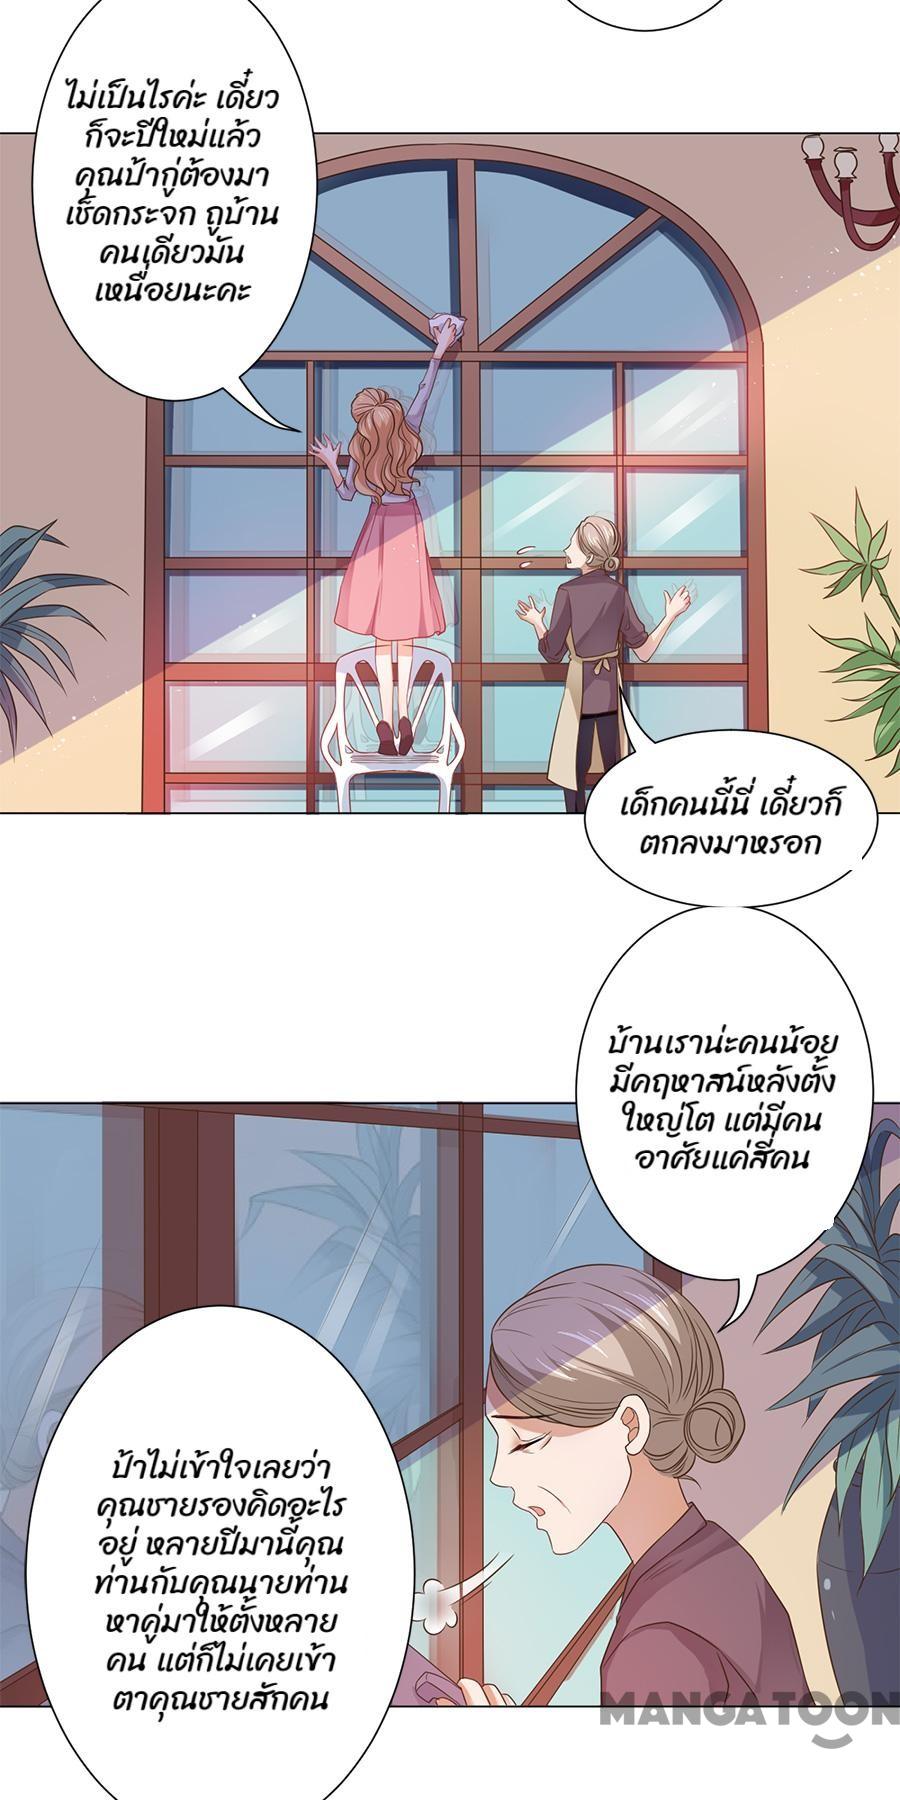 ไม่เป็นไรค่ะ เดี๋ยว
ก็จะปีใหม่แล้ว
คุณป้ากู่ต้องมา
เช็ดกระจก ถูบ้าน
คนเดียวมัน
เหนื่อยนะคะ
เด็กคนนี้นี่ เดี๋ยวก็
ตกลงมาหรอก
บ้านเราน่ะคนน้อย
มีคฤหาสน์หลังตั้ง
ใหญ่โต แต่มีคน
อาศัยแค่สี่คน
ป้าไม่เข้าใจเลยว่า
คุณชายรองคิดอะไร
อยู่ หลายปีมานี้คุณ
ท่านกับคุณนายท่าน
หาคู่มาให้ตั้งหลาย
คน แต่ก็ไม่เคยเข้า
ตาคุณชายสักคน
MANGATOON